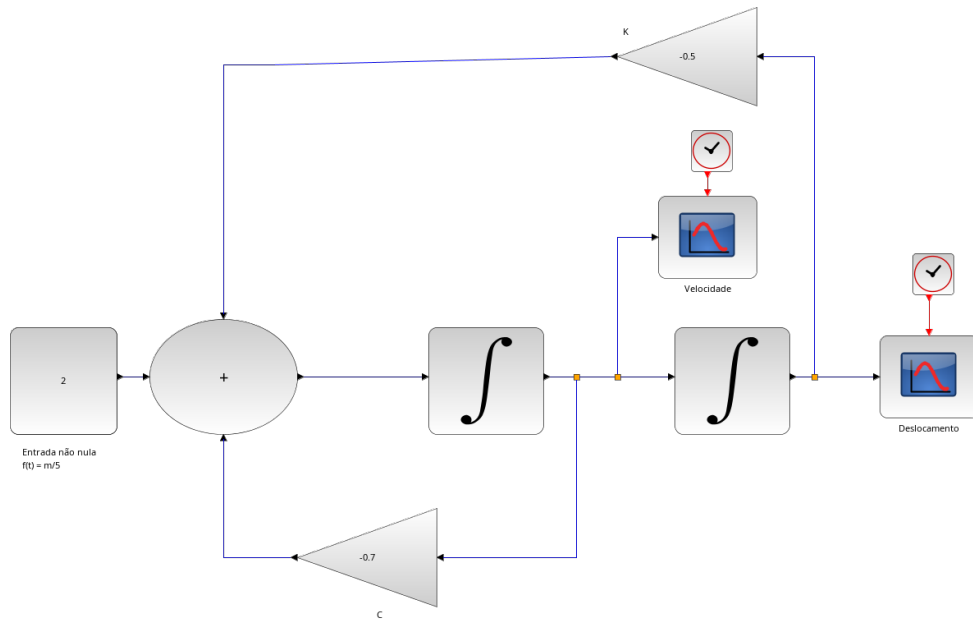 K
-0.5
Velocidade
2
+
Entrada não nula
f(t) = m/5
Deslocamento
-0.7
C